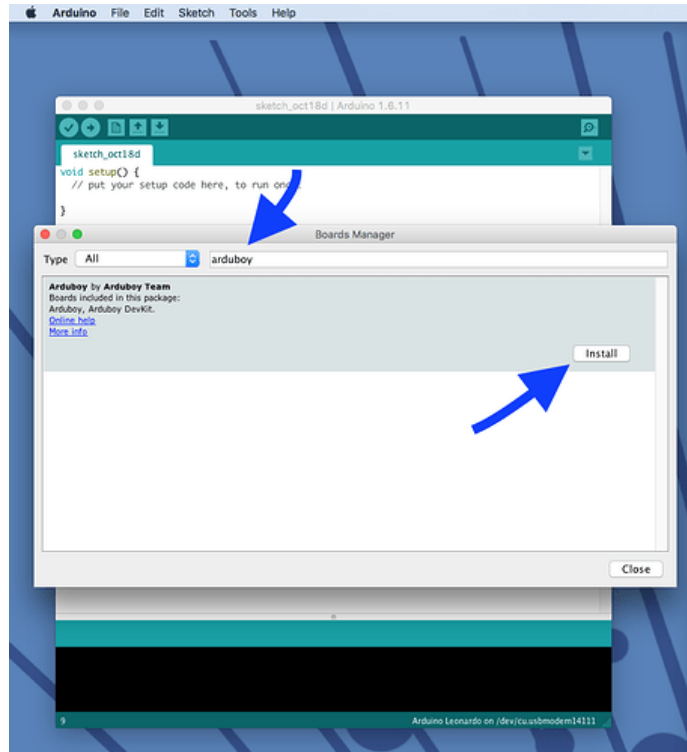 Arduino File Edit Sketch Tools Help
sketch_oct18d | Arduino 1.6.11
sketch_oct18d
void setup() {
// put your setup code here, to run once
}
Boards Manager
Type All arduboy
Arduboy by Arduboy Team
Boards included in this package:
Arduboy, Arduboy DevKit.
Online help
More info
Install
Close
9 Arduino Leonardo on /dev/cu.usbmodem14111